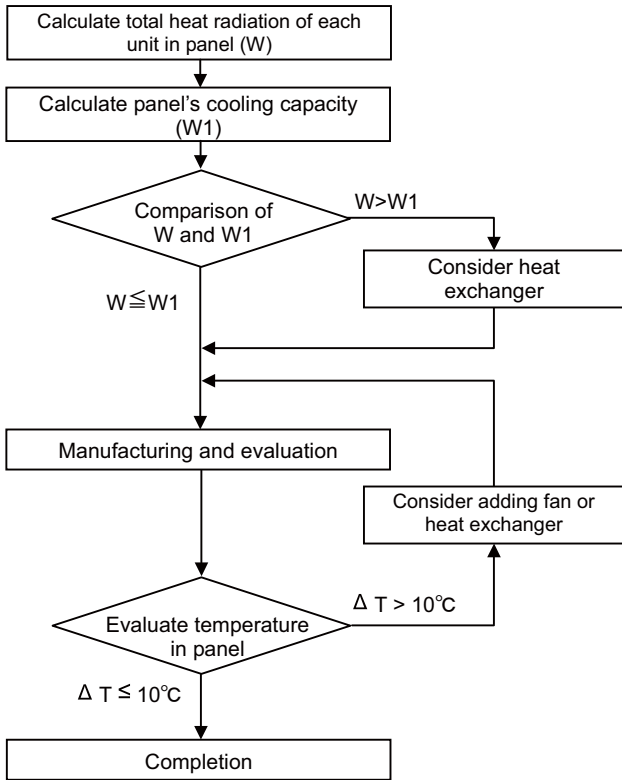 Calculate total heat radiation of each
unit in panel (W)
Calculate panel's cooling capacity
(W1)
Comparison of
W and W1
W>W1
Consider heat
exchanger
W≦W1
Manufacturing and evaluation
Consider adding fan or
heat exchanger
Evaluate temperature
in panel
Δ T > 10℃
Δ T ≤ 10℃
Completion